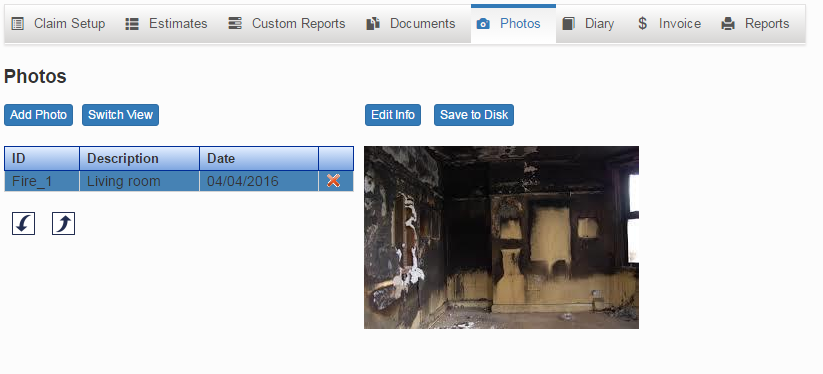 Claim Setup Estimates Custom Reports Documents Photos Diary $ Invoice Reports
Photos
Add Photo Switch View Edit Info Save to Disk
ID Description Date
Fire_1 Living room 04/04/2016